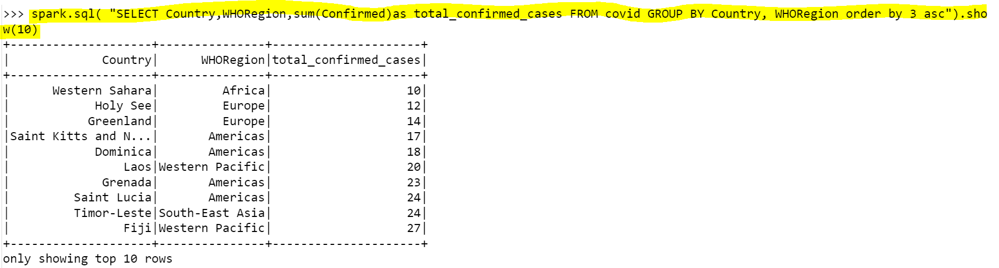 >>> spark.sql( "SELECT Country,WHORegion,sum(Confirmed)as total_confirmed_cases FROM covid GROUP BY Country, WHORegion order by 3 asc").sho
w(10)
+--------------------+---------------+---------------------+
|             Country|      WHORegion|total_confirmed_cases|
+--------------------+---------------+---------------------+
|      Western Sahara|         Africa|                   10|
|            Holy See|         Europe|                   12|
|           Greenland|         Europe|                   14|
|Saint Kitts and N...|       Americas|                   17|
|            Dominica|       Americas|                   18|
|                Laos|Western Pacific|                   20|
|             Grenada|       Americas|                   23|
|         Saint Lucia|       Americas|                   24|
|         Timor-Leste|South-East Asia|                   24|
|                Fiji|Western Pacific|                   27|
+--------------------+---------------+---------------------+
only showing top 10 rows